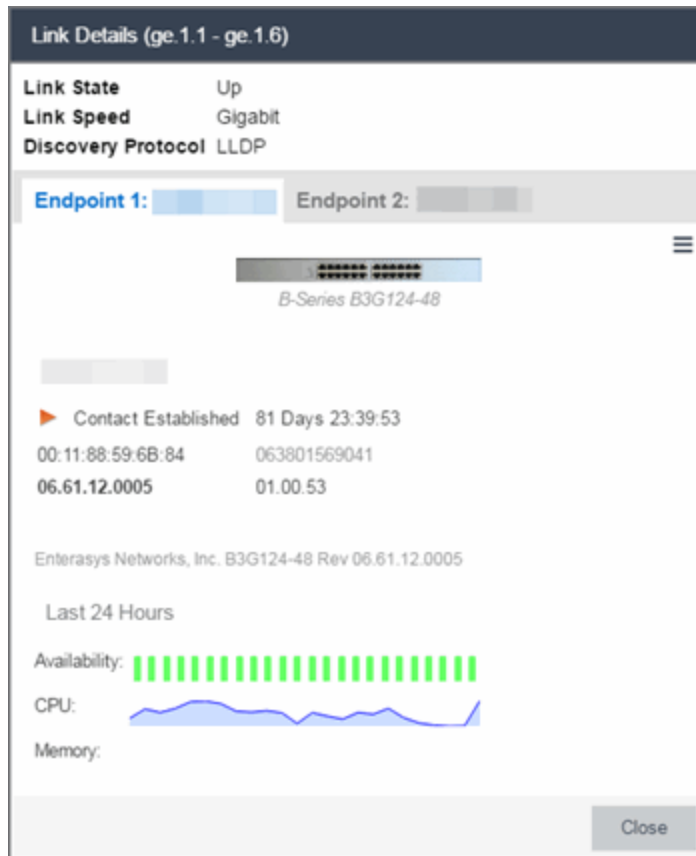 Link Details (ge.1.1 - ge.1.6)
Link State Up
Link Speed Gigabit
Discovery Protocol LLDP
Endpoint 1: Endpoint 2:
B-Series B3G124-48
Contact Established 81 Days 23:39:53
00:11:88:59:6B:84 063801569041
06.61.12.0005 01.00.53
Enterasys Networks, Inc. B3G124-48 Rev 06.61.12.0005
Last 24 Hours
Availability:
CPU:
Memory:
Close